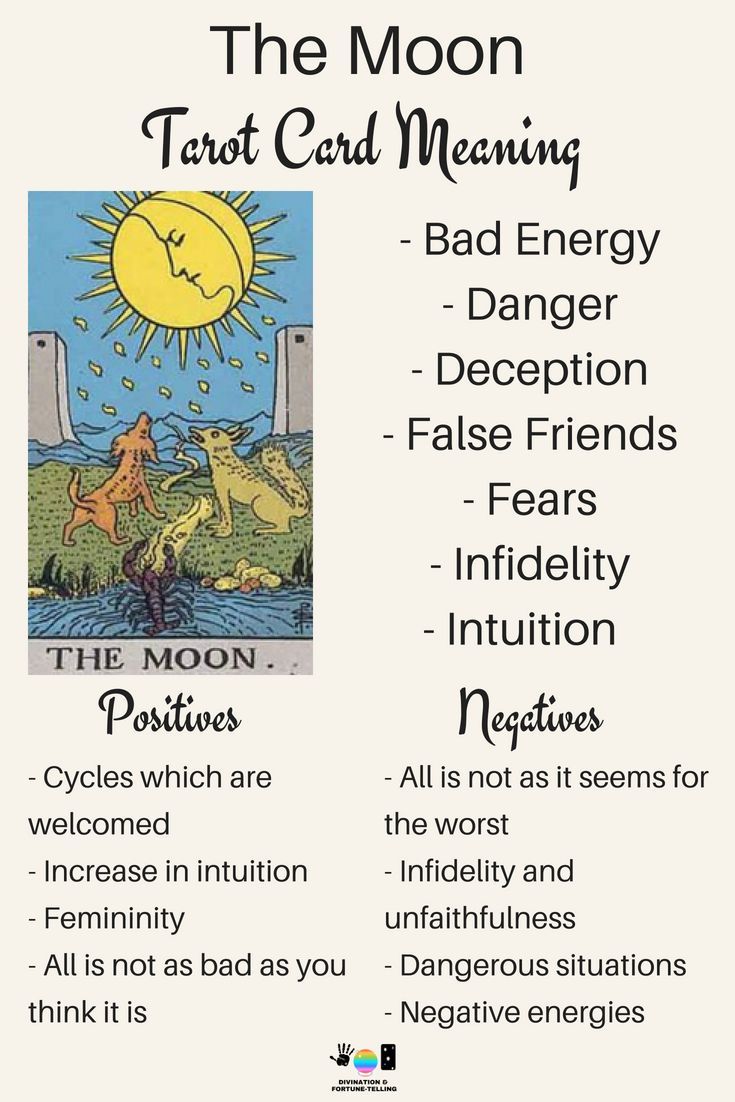 The Moon
Tarot Card Meaning
- Bad Energy
- Danger
- Deception
- False Friends
- Fears
- Infidelity
- Intuition
THE MOON.
Positives
- Cycles which are
welcomed
- Increase in intuition
- Femininity
- All is not as bad as you
think it is
Negatives
- All is not as it seems for
the worst
- Infidelity and
unfaithfulness
- Dangerous situations
- Negative energies
DIVINATION &
FORTUNE-TELLING